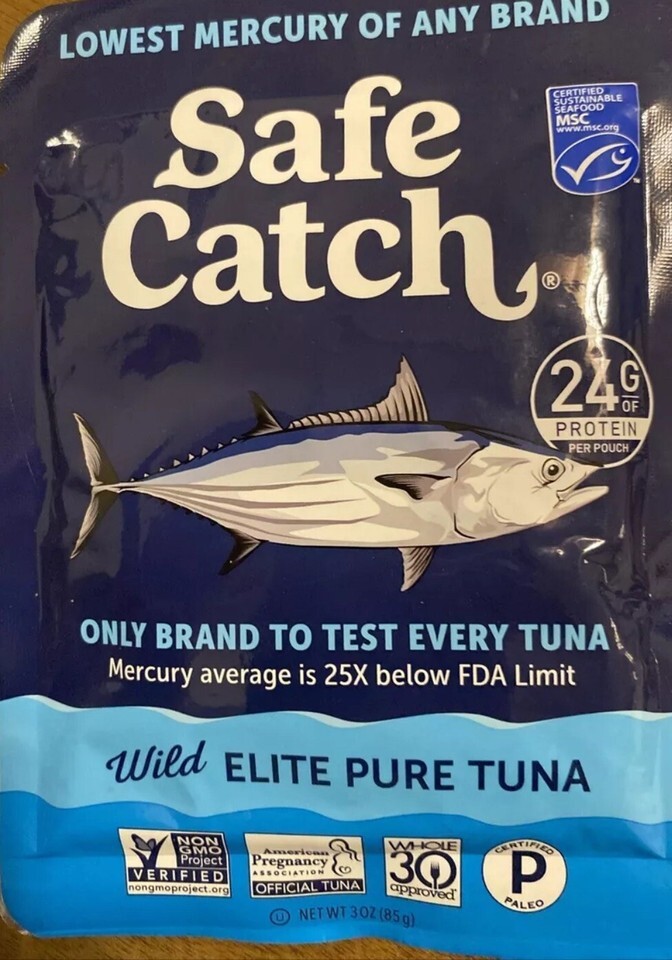 LOWEST MERCURY OF ANY BRAND
Safe
Catch®
CERTIFIED
SUSTAINABLE
SEAFOOD
MSC
www.msc.org
™
24G
OF
PROTEIN
PER POUCH
ONLY BRAND TO TEST EVERY TUNA
Mercury average is 25X below FDA Limit
Wild ELITE PURE TUNA
NON
GMO
Project
VERIFIED
nongmoproject.org
American
Pregnancy
ASSOCIATION
OFFICIAL TUNA
WHOLE
30
approved
CERTIFIED
P
PALEO
U NET WT 3 OZ (85g)